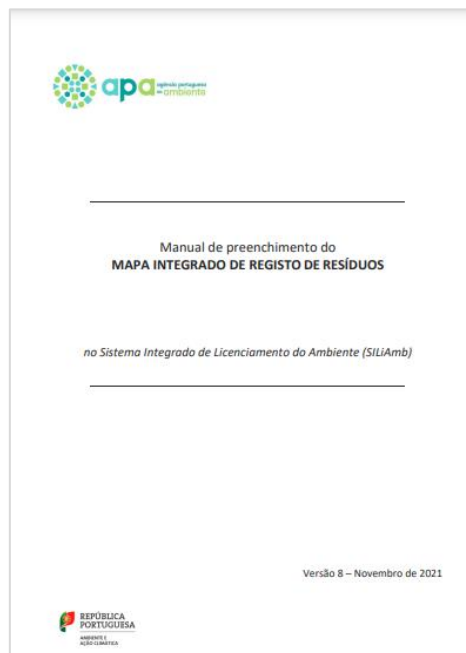 apa agência portuguesa
do ambiente
Manual de preenchimento do
MAPA INTEGRADO DE REGISTO DE RESÍDUOS
no Sistema Integrado de Licenciamento do Ambiente (SILiAmb)
Versão 8 – Novembro de 2021
REPÚBLICA
PORTUGUESA
AMBIENTE E
AÇÃO CLIMÁTICA